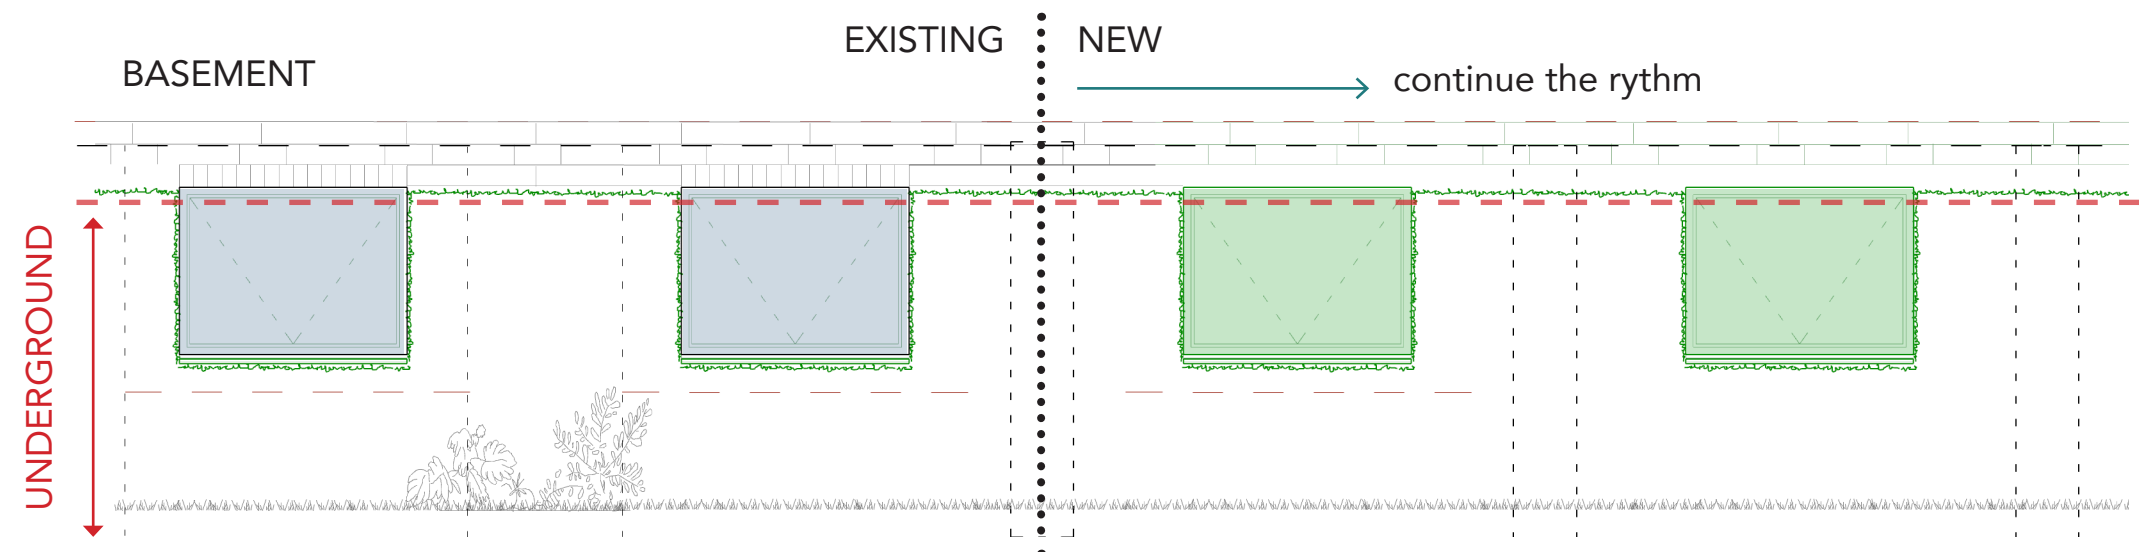 EXISTING NEW
BASEMENT
continue the rythm
UNDERGROUND